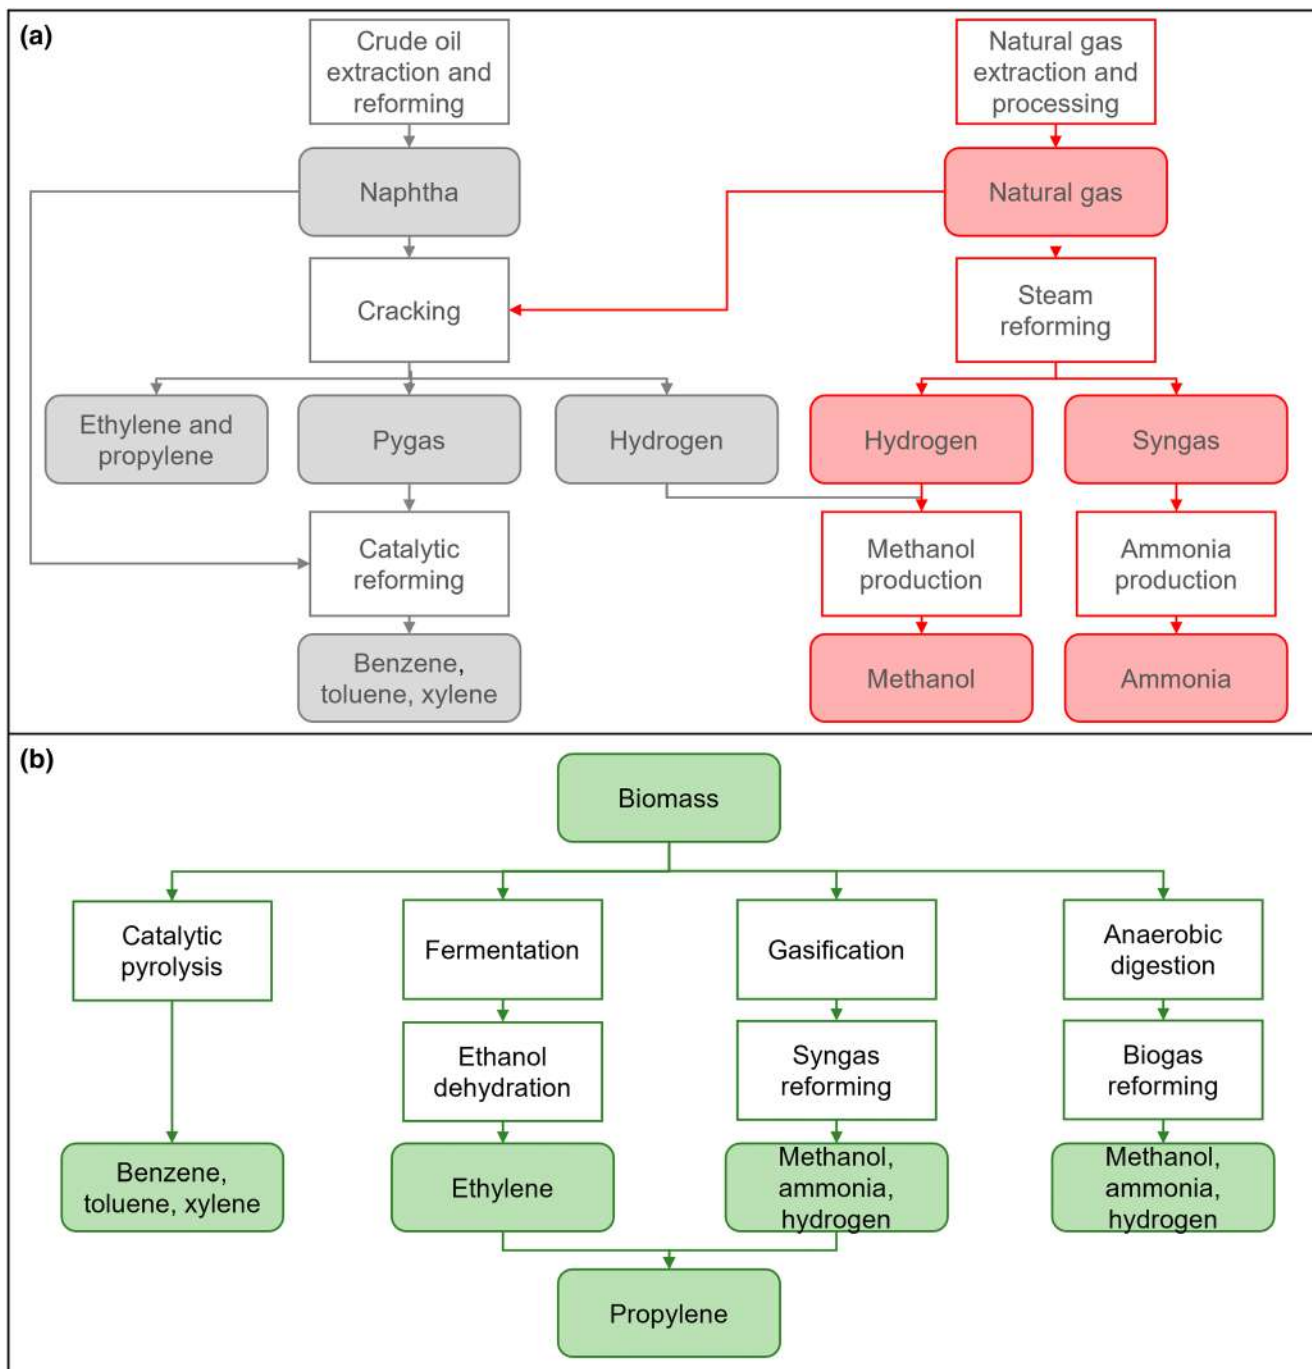 (a)
Crude oil
extraction and
reforming
Natural gas
extraction and
processing
Naphtha
Natural gas
Cracking
Steam
reforming
Ethylene and
propylene
Pygas
Hydrogen
Hydrogen
Syngas
Catalytic
reforming
Methanol
production
Ammonia
production
Benzene,
toluene, xylene
Methanol
Ammonia
(b)
Biomass
Catalytic
pyrolysis
Fermentation
Gasification
Anaerobic
digestion
Ethanol
dehydration
Syngas
reforming
Biogas
reforming
Benzene,
toluene, xylene
Ethylene
Methanol,
ammonia,
hydrogen
Methanol,
ammonia,
hydrogen
Propylene